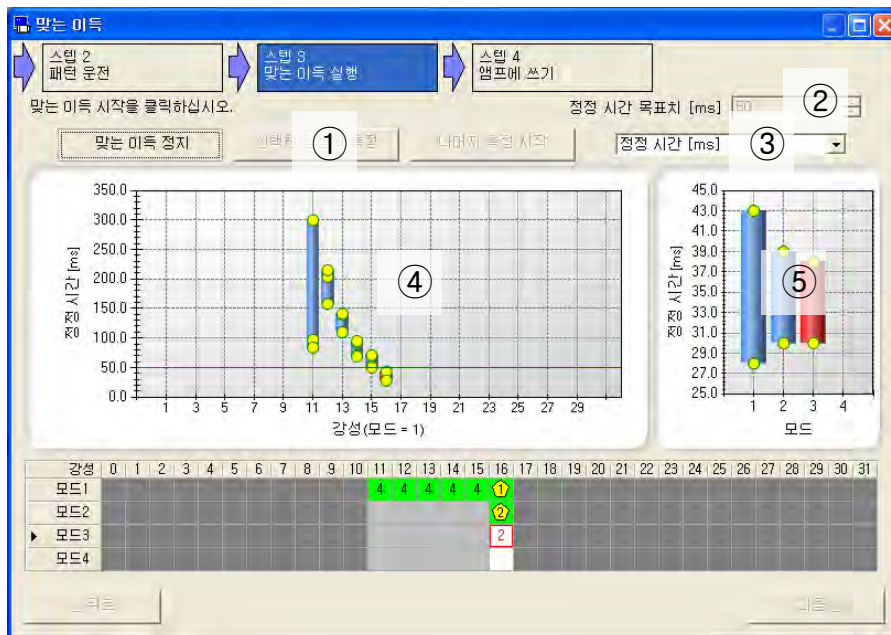 맞는 이득
스텝 2
패턴 운전
스텝 3
맞는 이득 실행
스텝 4
앰프에 쓰기
맞는 이득 시작을 클릭하십시오.
정정 시간 목표치 [ms] 50 ②
맞는 이득 정지 ① 나머지 측정 시작 정정 시간 [ms] ③
350.0
300.0
250.0
200.0
150.0
100.0
50.0
0.0
정정 시간 [ms]
④
1 3 5 7 9 11 13 15 17 19 21 23 25 27 29
강성(모드 = 1)
45.0
43.0
41.0
39.0
37.0
35.0
33.0
31.0
29.0
27.0
25.0
정정 시간 [ms]
⑤
1 2 3 4
모드
강성 0 1 2 3 4 5 6 7 8 9 10 11 12 13 14 15 16 17 18 19 20 21 22 23 24 25 26 27 28 29 30 31
모드1 4 4 4 4 4 1
모드2 2
모드3 2
모드4